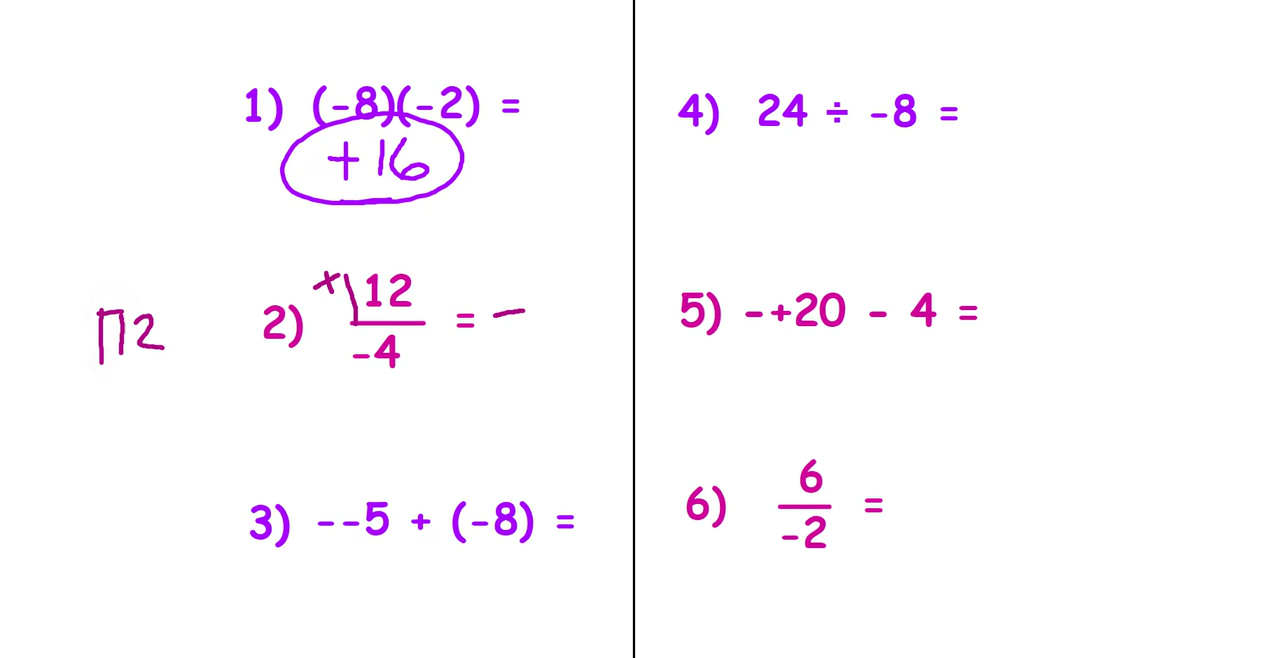 1) (-8)(-2) =
+16
2) + 12/-4 = -
12
3) --5 + (-8) =
4) 24 ÷ -8 =
5) -+20 - 4 =
6) 6/-2 =